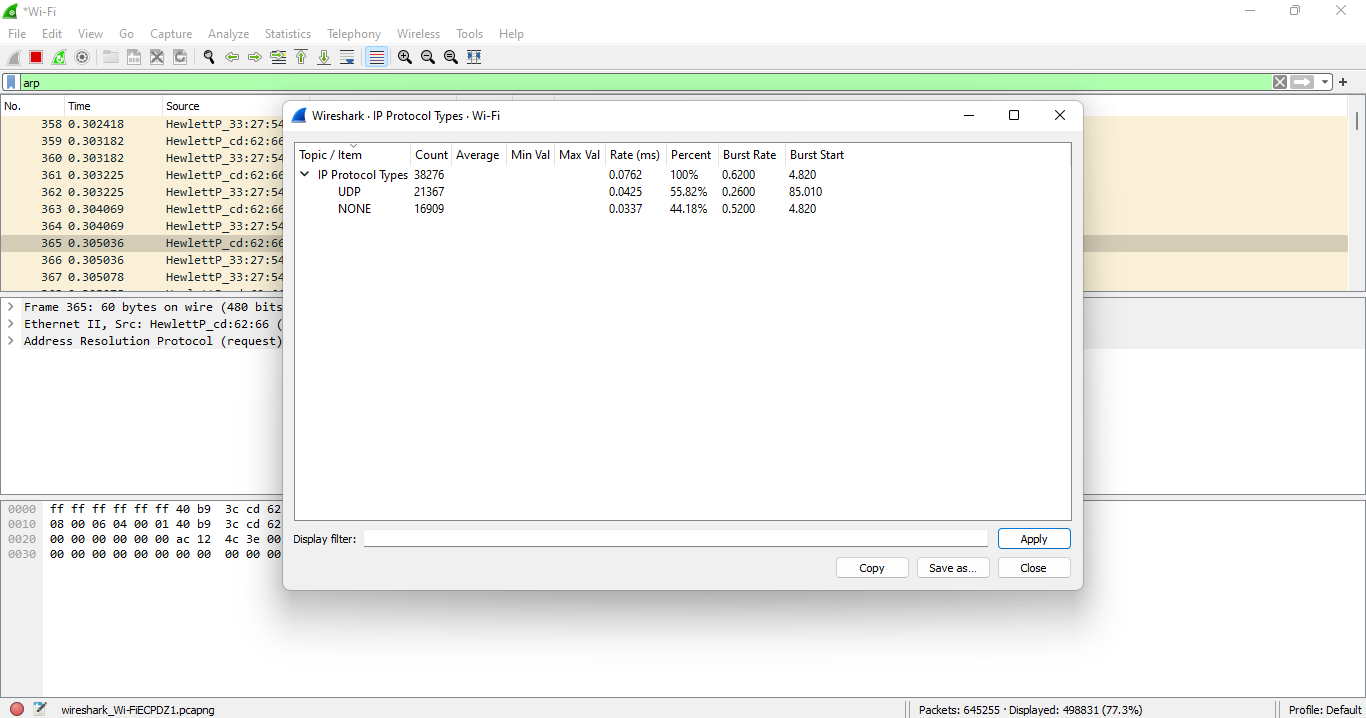 *Wi-Fi
File Edit View Go Capture Analyze Statistics Telephony Wireless Tools Help
arp
No. Time Source
358 0.302418 HewlettP_33:27:54
359 0.303182 HewlettP_cd:62:66
360 0.303182 HewlettP_33:27:54
361 0.303225 HewlettP_cd:62:66
362 0.303225 HewlettP_33:27:54
363 0.304069 HewlettP_cd:62:66
364 0.304069 HewlettP_33:27:54
365 0.305036 HewlettP_cd:62:66
366 0.305036 HewlettP_33:27:54
367 0.305078 HewlettP_33:27:54
Frame 365: 60 bytes on wire (480 bits
Ethernet II, Src: HewlettP_cd:62:66 (
Address Resolution Protocol (request)
0000 ff ff ff ff ff ff 40 b9 3c cd 62
0010 08 00 06 04 00 01 40 b9 3c cd 62
0020 00 00 00 00 00 00 ac 12 4c 3e 00
0030 00 00 00 00 00 00 00 00 00 00 00
Wireshark · IP Protocol Types · Wi-Fi
Topic / Item Count Average Min Val Max Val Rate (ms) Percent Burst Rate Burst Start
IP Protocol Types 38276 0.0762 100% 0.6200 4.820
UDP 21367 0.0425 55.82% 0.2600 85.010
NONE 16909 0.0337 44.18% 0.5200 4.820
Display filter:
Apply
Copy Save as... Close
wireshark_Wi-FiECPDZ1.pcapng
Packets: 645255 · Displayed: 498831 (77.3%)
Profile: Default